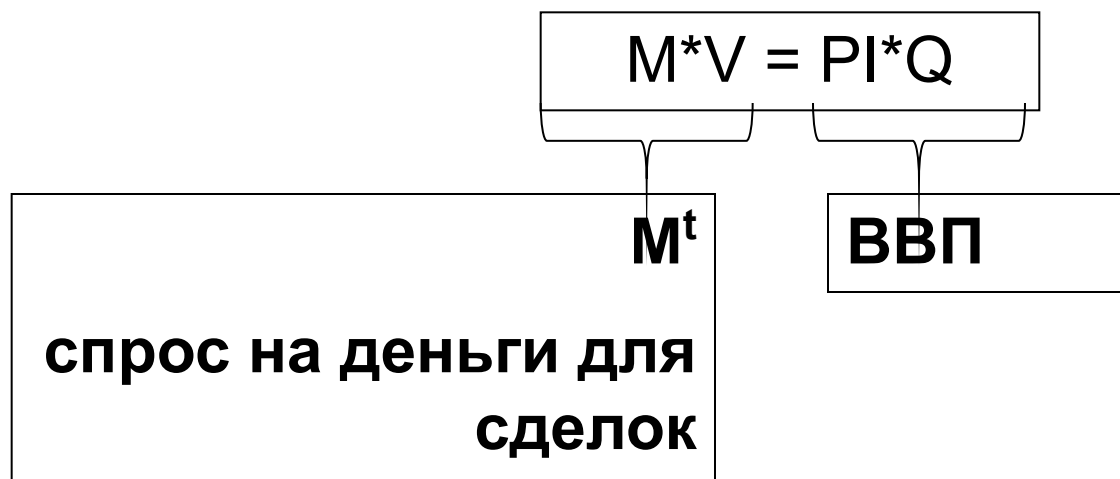 M*V = PI*Q
Mᵗ
ВВП
спрос на деньги для
сделок